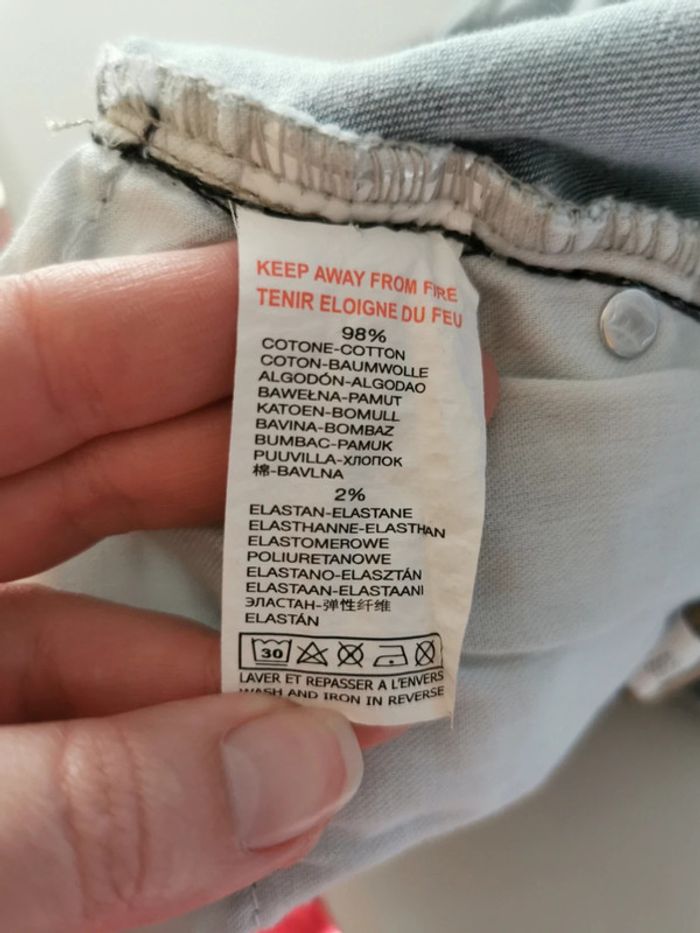 KEEP AWAY FROM FIRE
TENIR ELOIGNE DU FEU
98%
COTONE-COTTON
COTON-BAUMWOLLE
ALGODÓN-ALGODAO
BAWEŁNA-PAMUT
KATOEN-BOMULL
BAVINA-BOMBAZ
BUMBAC-PAMUK
PUUVILLA-ХЛОПОК
棉-BAVLNA
2%
ELASTAN-ELASTANE
ELASTHANNE-ELASTHAN
ELASTOMEROWE
POLIURETANOWE
ELASTANO-ELASZTÁN
ELASTAAN-ELASTAANI
ЭЛАСТАН-弹性纤维
ELASTÁN
30
LAVER ET REPASSER A L'ENVERS
WASH AND IRON IN REVERSE